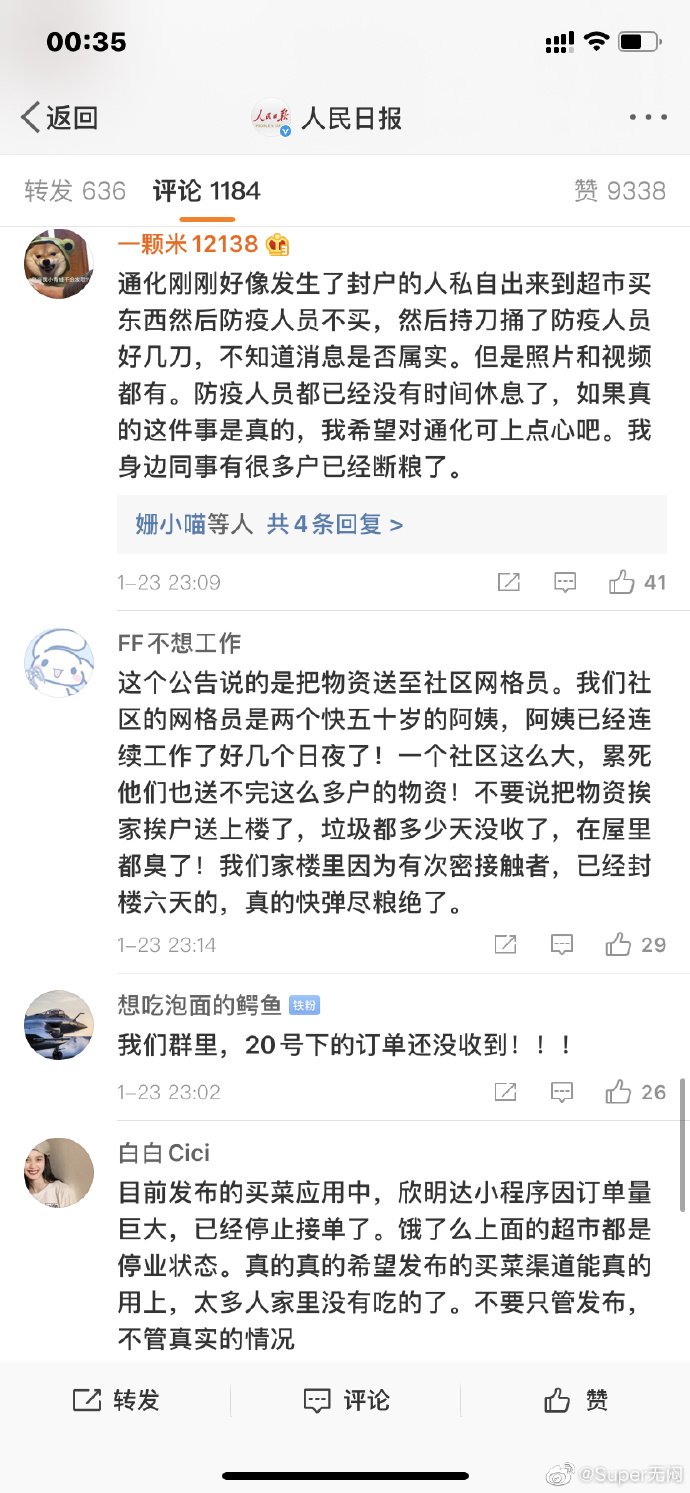 00:35
返回
人民日报
转发 636
评论 1184
赞 9338
一颗米12138
通化刚刚好像发生了封户的人私自出来到超市买
东西然后防疫人员不买，然后持刀捅了防疫人员
好几刀，不知道消息是否属实。但是照片和视频
都有。防疫人员都已经没有时间休息了，如果真
的这件事是真的，我希望对通化可上点心吧。我
身边同事有很多户已经断粮了。
姗小喵等人 共4条回复 >
1-23 23:09
41
FF不想工作
这个公告说的是把物资送至社区网格员。我们社
区的网格员是两个快五十岁的阿姨，阿姨已经连
续工作了好几个日夜了！一个社区这么大，累死
他们也送不完这么多户的物资！不要说把物资挨
家挨户送上楼了，垃圾都多少天没收了，在屋里
都臭了！我们家楼里因为有次密接触者，已经封
楼六天的，真的快弹尽粮绝了。
1-23 23:14
29
想吃泡面的鳄鱼 铁粉
我们群里，20号下的订单还没收到！！！
1-23 23:02
26
白白Cici
目前发布的买菜应用中，欣明达小程序因订单量
巨大，已经停止接单了。饿了么上面的超市都是
停业状态。真的真的希望发布的买菜渠道能真的
用上，太多人家里没有吃的了。不要只管发布，
不管真实的情况
转发
评论
赞
@Super无闷